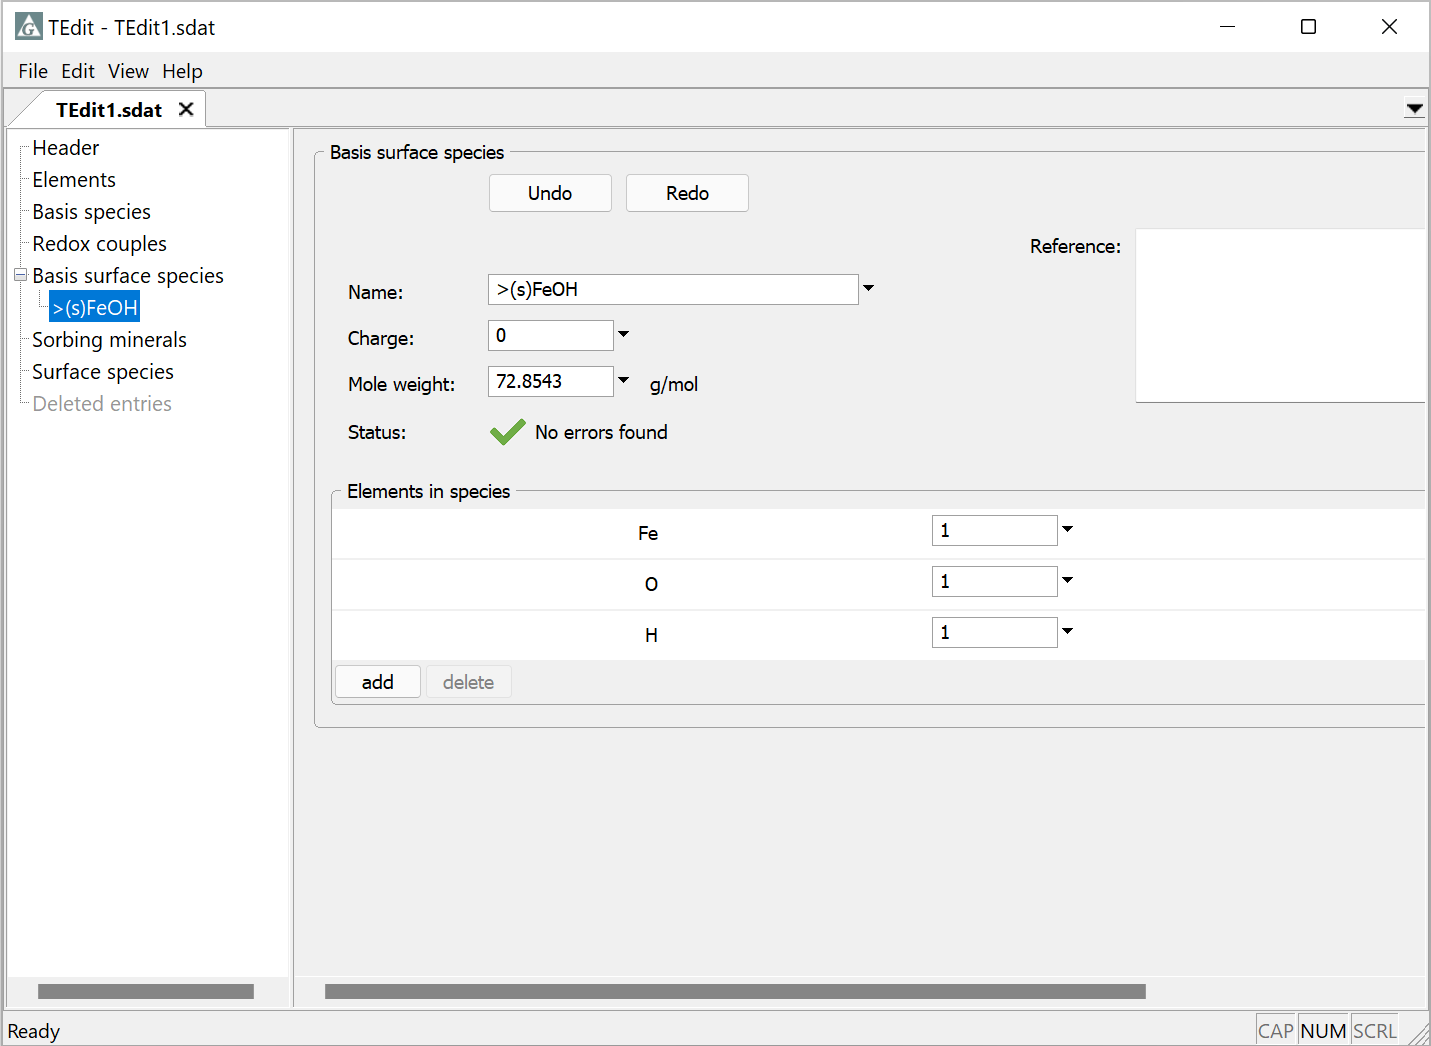 TEdit - TEdit1.sdat
File Edit View Help
TEdit1.sdat
Header
Elements
Basis species
Redox couples
Basis surface species
>(s)FeOH
Sorbing minerals
Surface species
Deleted entries
Basis surface species
Undo Redo
Reference:
Name: >(s)FeOH
Charge: 0
Mole weight: 72.8543 g/mol
Status: No errors found
Elements in species
Fe 1
O 1
H 1
add delete
Ready CAP NUM SCRL